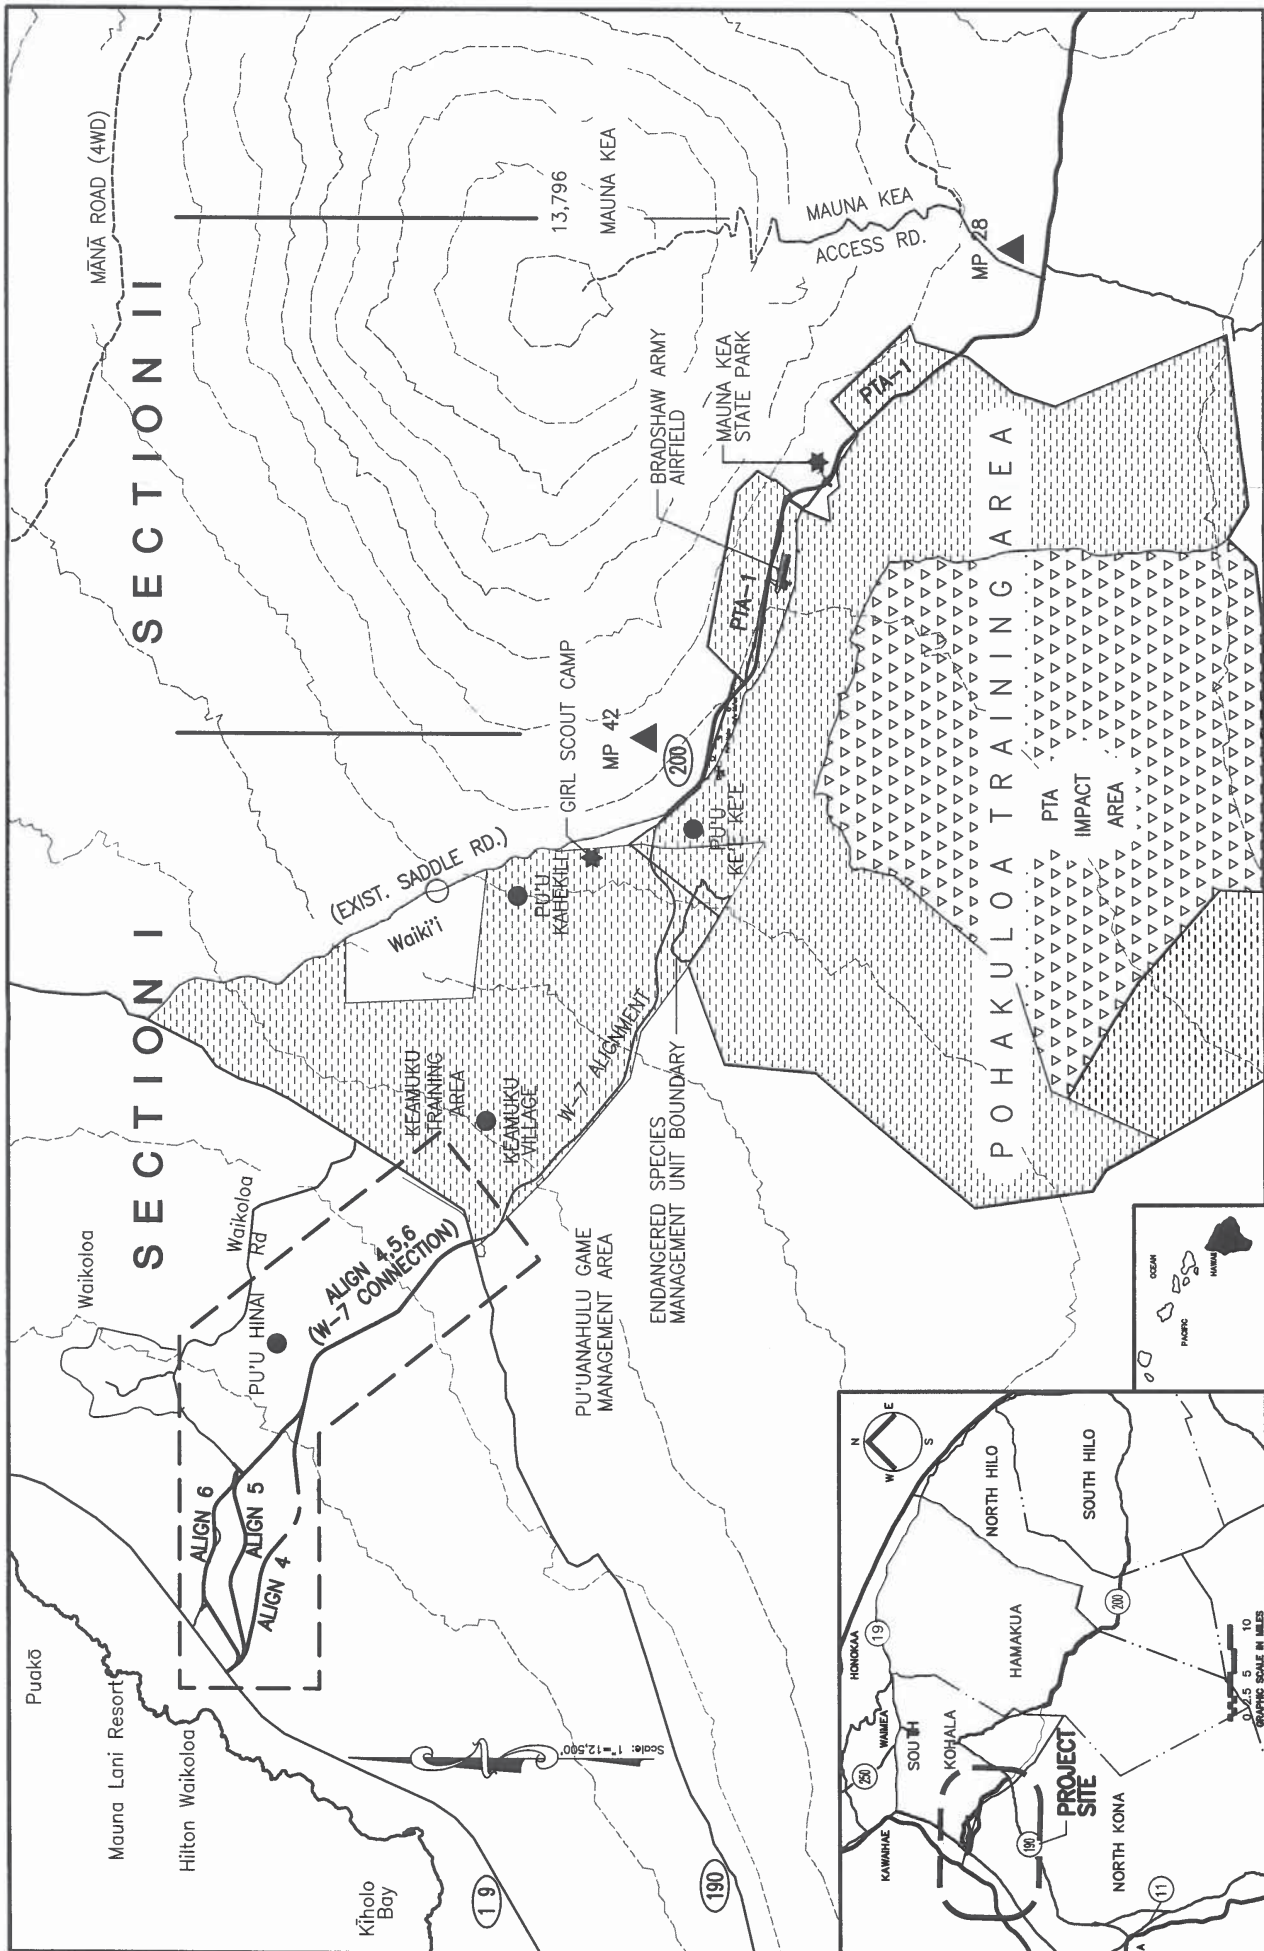 SECTION I
SECTION II
MĀNĀ ROAD (4WD)
13,796
MAUNA KEA
MAUNA KEA
ACCESS RD.
MP 28
BRADSHAW ARMY
AIRFIELD
MAUNA KEA
STATE PARK
PTA-1
PTA-1
GIRL SCOUT CAMP
MP 42
200
(EXIST. SADDLE RD.)
Waiki'i
PU'U
KAHEKILI
PU'U
KE'E KE'E
POHAKULOA TRAINING AREA
PTA
IMPACT
AREA
KEAMUKU
TRAINING
AREA
KEAMUKU
VILLAGE
W-7 ALIGNMENT
ENDANGERED SPECIES
MANAGEMENT UNIT BOUNDARY
PU'UANAHULU GAME
MANAGEMENT AREA
Waikoloa
Waikoloa
Rd
PU'U HINAI
ALIGN 4,5,6
(W-7 CONNECTION)
ALIGN 6
ALIGN 5
ALIGN 4
Puakō
Mauna Lani Resort
Hilton Waikoloa
Kīholo
Bay
19
190
N
Scale: 1"=12,500'
OCEAN
PACIFIC
HAWAII
N
E
S
W
NORTH HILO
SOUTH HILO
HAMAKUA
HONOKAA
19
WAIMEA
SOUTH
KOHALA
250
KAWAIHAE
200
190
PROJECT
SITE
NORTH KONA
11
0 2.5 5 10
GRAPHIC SCALE IN MILES